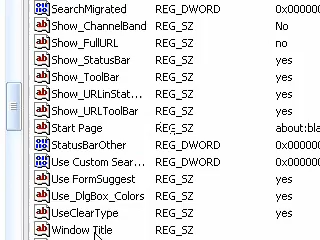 SearchMigrated REG_DWORD 0x000000
Show_ChannelBand REG_SZ No
Show_FullURL REG_SZ no
Show_StatusBar REG_SZ yes
Show_ToolBar REG_SZ yes
Show_URLinStat... REG_SZ yes
Show_URLToolBar REG_SZ yes
Start Page REG_SZ about:bla
StatusBarOther REG_DWORD 0x000000
Use Custom Sear... REG_DWORD 0x000000
Use FormSuggest REG_SZ yes
Use_DlgBox_Colors REG_SZ yes
UseClearType REG_SZ yes
Window Title REG_SZ